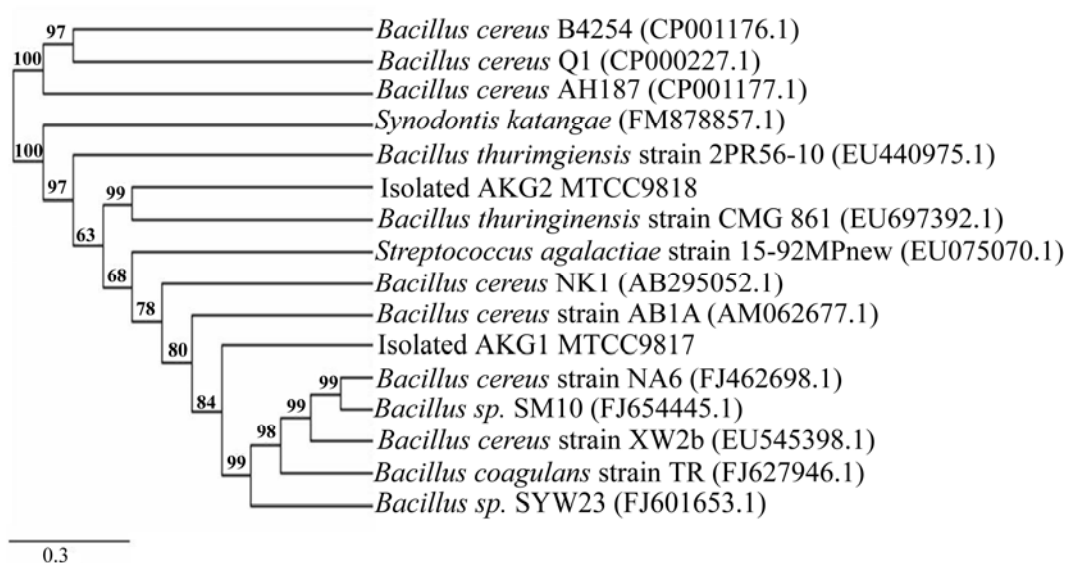 97
Bacillus cereus B4254 (CP001176.1)
100
Bacillus cereus Q1 (CP000227.1)
Bacillus cereus AH187 (CP001177.1)
Synodontis katangae (FM878857.1)
100
Bacillus thurimgiensis strain 2PR56-10 (EU440975.1)
97
99
Isolated AKG2 MTCC9818
Bacillus thuringinensis strain CMG 861 (EU697392.1)
63
Streptococcus agalactiae strain 15-92MPnew (EU075070.1)
68
Bacillus cereus NK1 (AB295052.1)
78
Bacillus cereus strain AB1A (AM062677.1)
80
Isolated AKG1 MTCC9817
99
Bacillus cereus strain NA6 (FJ462698.1)
84
99
Bacillus sp. SM10 (FJ654445.1)
98
Bacillus cereus strain XW2b (EU545398.1)
99
Bacillus coagulans strain TR (FJ627946.1)
Bacillus sp. SYW23 (FJ601653.1)
0.3